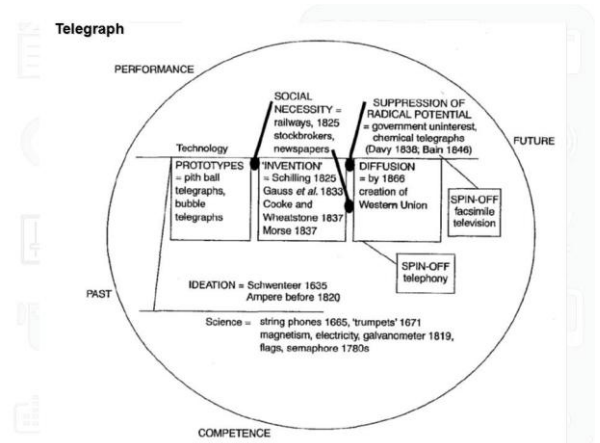 Telegraph
PERFORMANCE
SOCIAL
NECESSITY =
railways, 1825
stockbrokers,
newspapers
SUPPRESSION OF
RADICAL POTENTIAL
= government uninterest,
chemical telegraphs
(Davy 1838; Bain 1846)
FUTURE
Technology
PROTOTYPES
= pith ball
telegraphs,
bubble
telegraphs
'INVENTION'
= Schilling 1825
Gauss et al. 1833
Cooke and
Wheatstone 1837
Morse 1837
DIFFUSION
= by 1866
creation of
Western Union
SPIN-OFF
facsimile
television
SPIN-OFF
telephony
PAST
IDEATION = Schwenteer 1635
Ampere before 1820
Science = string phones 1665, 'trumpets' 1671
magnetism, electricity, galvanometer 1819,
flags, semaphore 1780s
COMPETENCE